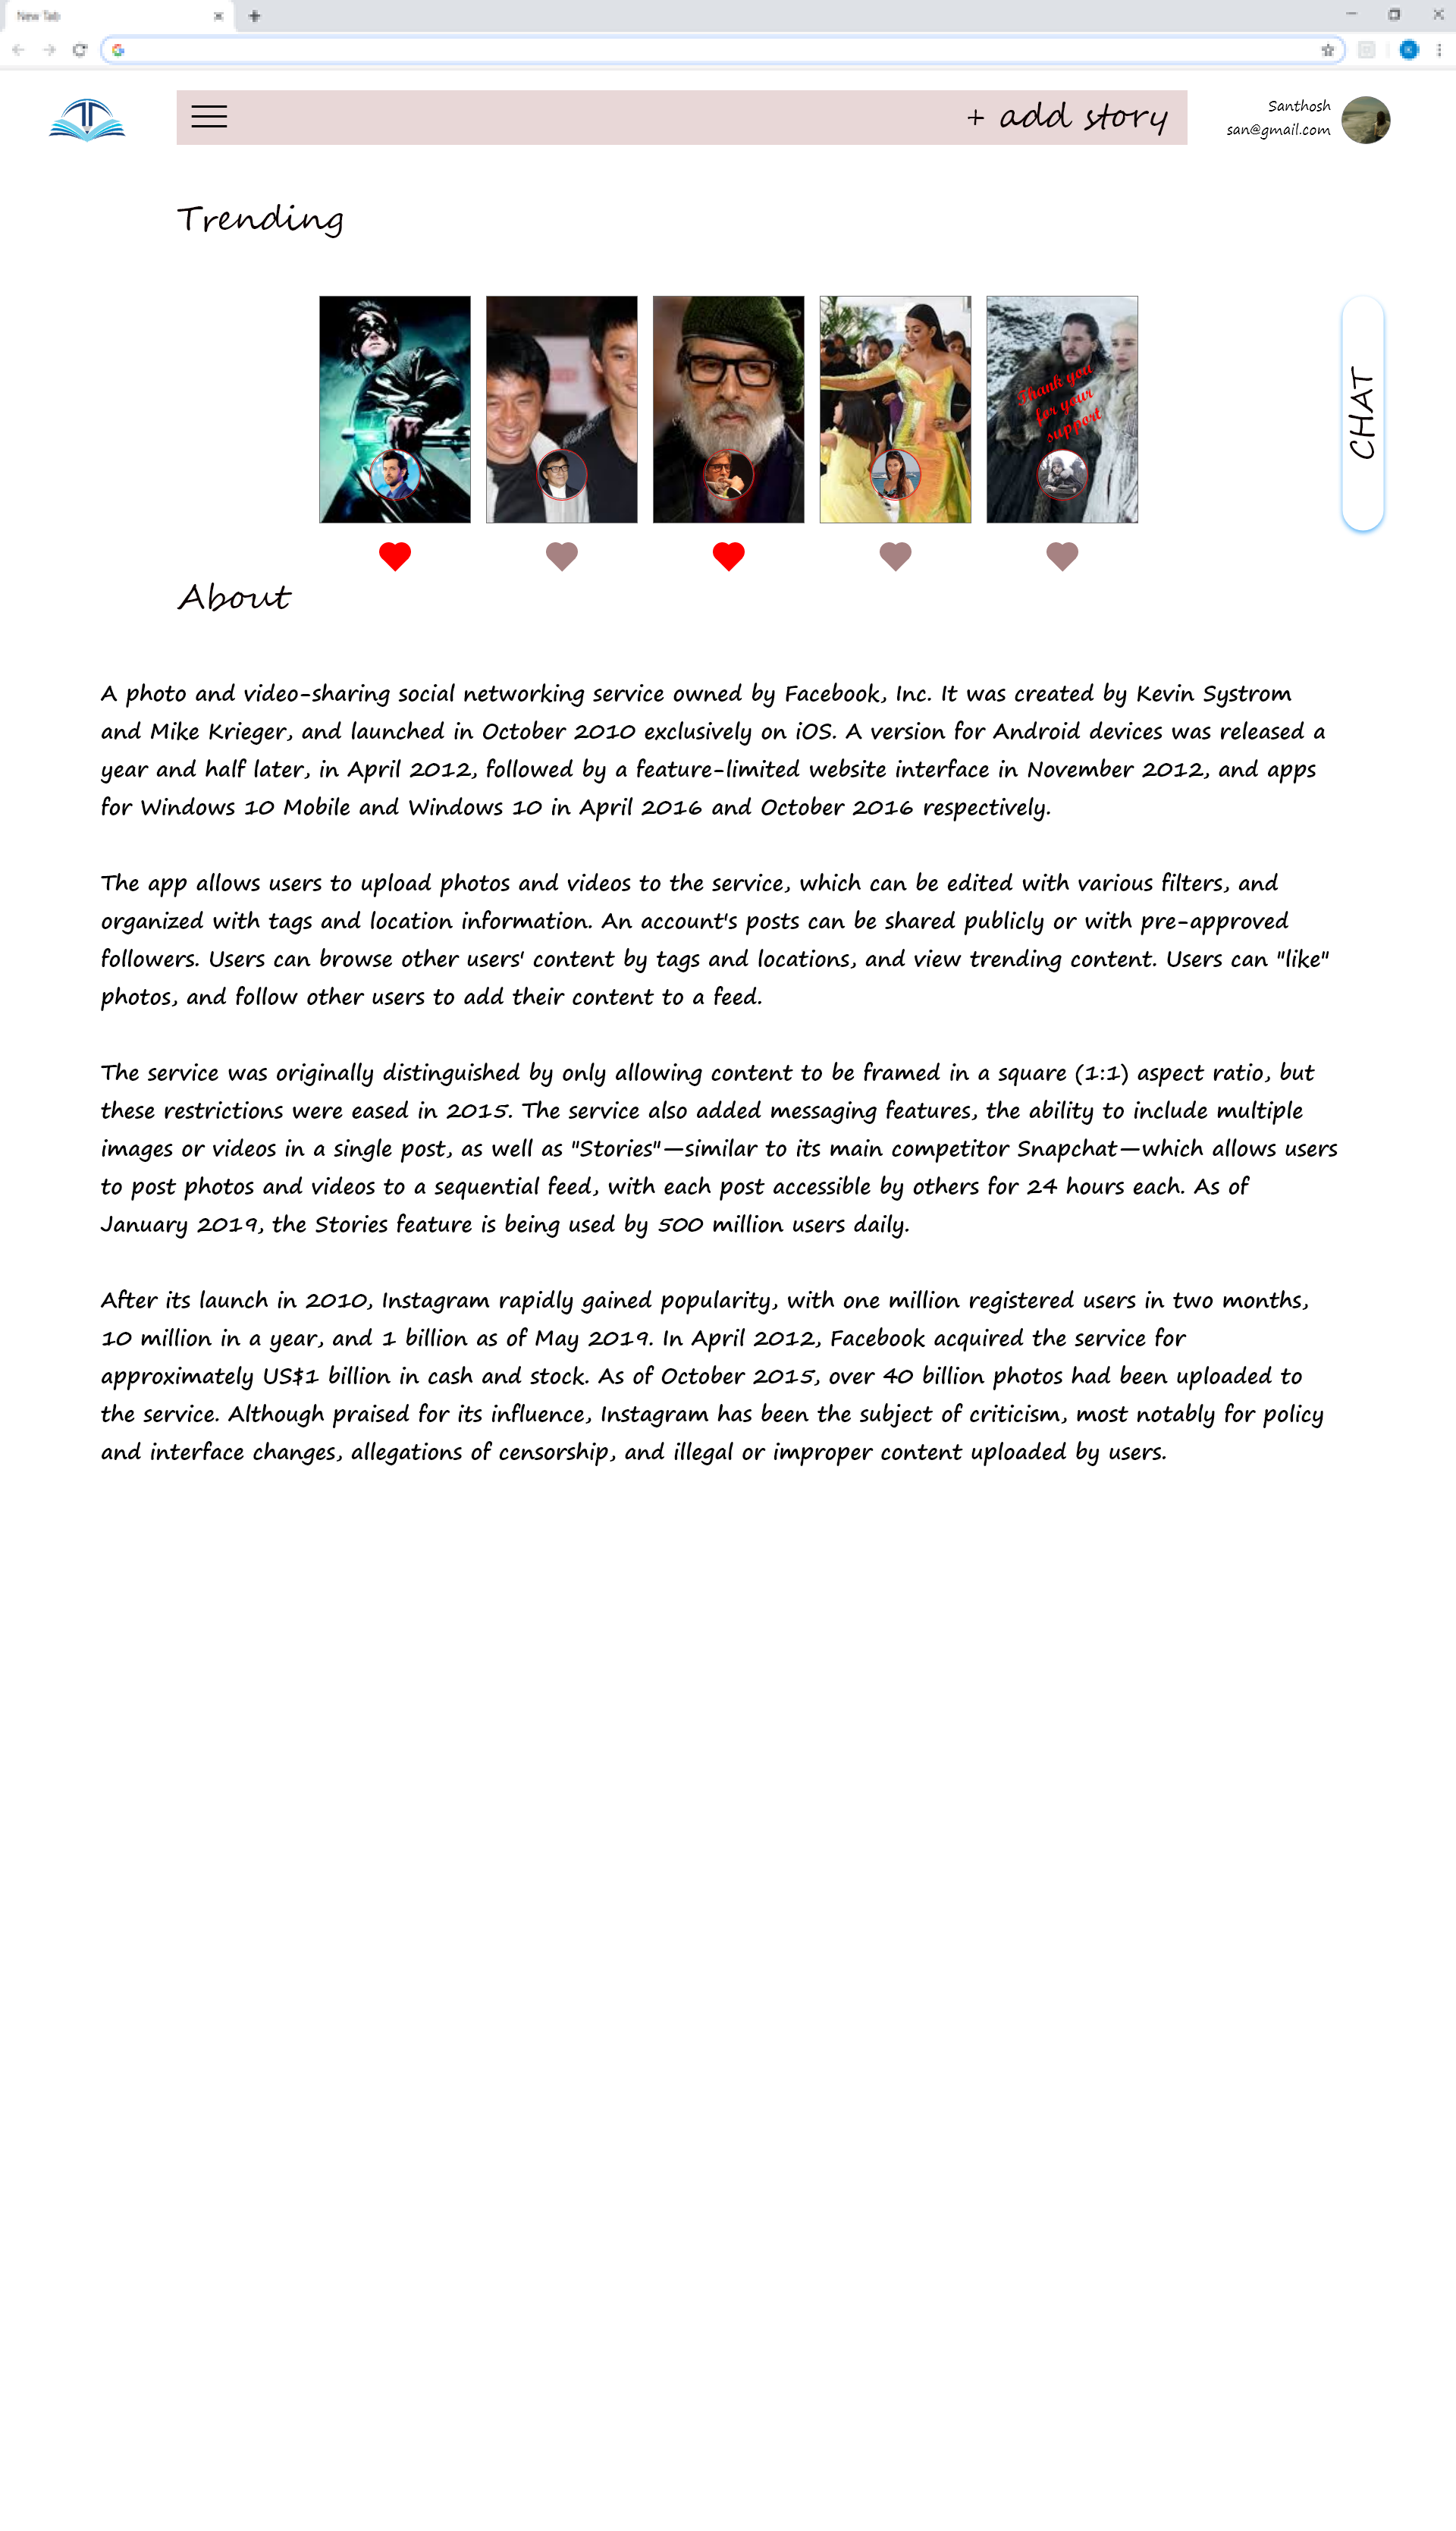 New Tab
+ add story
Santhosh
san@gmail.com
Trending
Thank you
for your
support
CHAT
About
A photo and video-sharing social networking service owned by Facebook, Inc. It was created by Kevin Systrom
and Mike Krieger, and launched in October 2010 exclusively on iOS. A version for Android devices was released a
year and half later, in April 2012, followed by a feature-limited website interface in November 2012, and apps
for Windows 10 Mobile and Windows 10 in April 2016 and October 2016 respectively.
The app allows users to upload photos and videos to the service, which can be edited with various filters, and
organized with tags and location information. An account's posts can be shared publicly or with pre-approved
followers. Users can browse other users' content by tags and locations, and view trending content. Users can "like"
photos, and follow other users to add their content to a feed.
The service was originally distinguished by only allowing content to be framed in a square (1:1) aspect ratio, but
these restrictions were eased in 2015. The service also added messaging features, the ability to include multiple
images or videos in a single post, as well as "Stories"—similar to its main competitor Snapchat—which allows users
to post photos and videos to a sequential feed, with each post accessible by others for 24 hours each. As of
January 2019, the Stories feature is being used by 500 million users daily.
After its launch in 2010, Instagram rapidly gained popularity, with one million registered users in two months,
10 million in a year, and 1 billion as of May 2019. In April 2012, Facebook acquired the service for
approximately US$1 billion in cash and stock. As of October 2015, over 40 billion photos had been uploaded to
the service. Although praised for its influence, Instagram has been the subject of criticism, most notably for policy
and interface changes, allegations of censorship, and illegal or improper content uploaded by users.